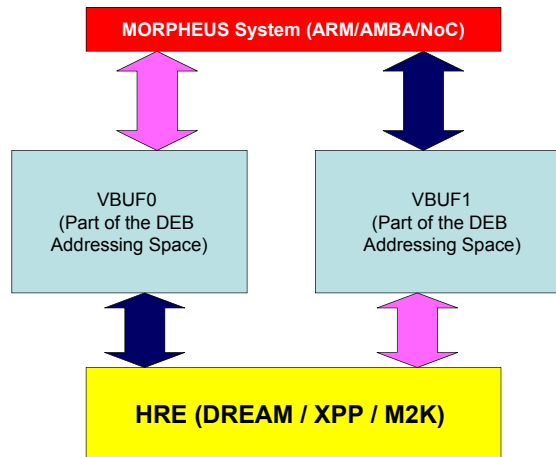 MORPHEUS System (ARM/AMBA/NoC)
VBUF0
(Part of the DEB
Addressing Space)
VBUF1
(Part of the DEB
Addressing Space)
HRE (DREAM / XPP / M2K)